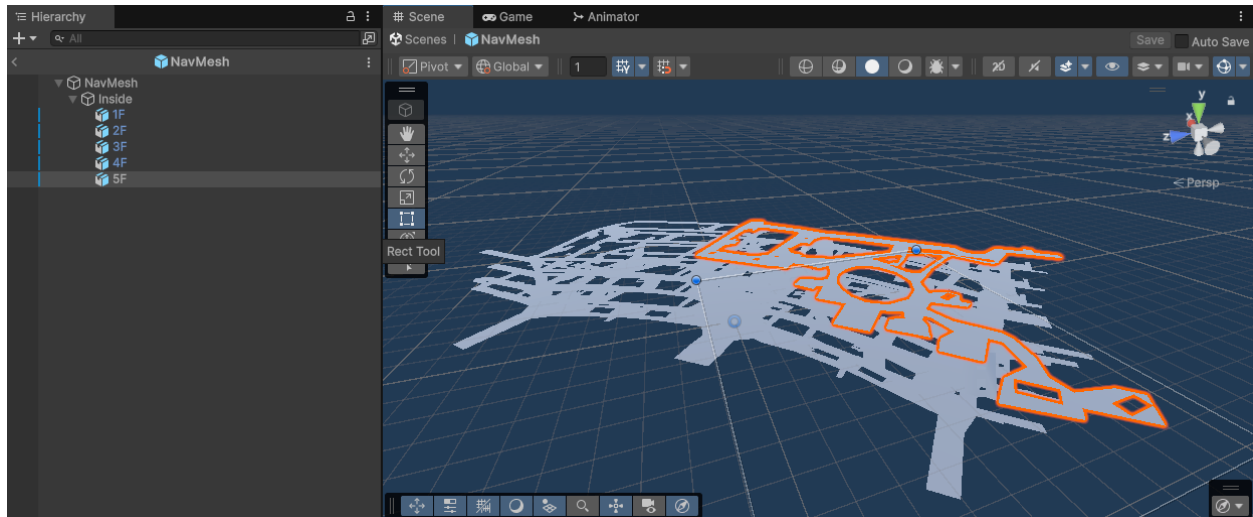 Hierarchy
Scene
Game
Animator
All
Scenes
NavMesh
Save
Auto Save
NavMesh
Pivot
Global
1
2D
NavMesh
Inside
1F
2F
3F
4F
5F
y
x
z
Persp
Rect Tool